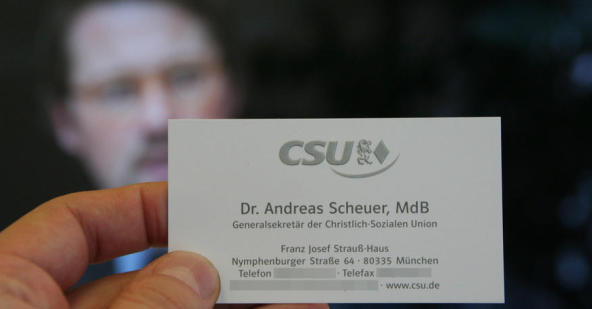 CSU
Dr. Andreas Scheuer, MdB
Generalsekretär der Christlich-Sozialen Union
Franz Josef Strauß-Haus
Nymphenburger Straße 64 · 80335 München
Telefon · Telefax
· www.csu.de